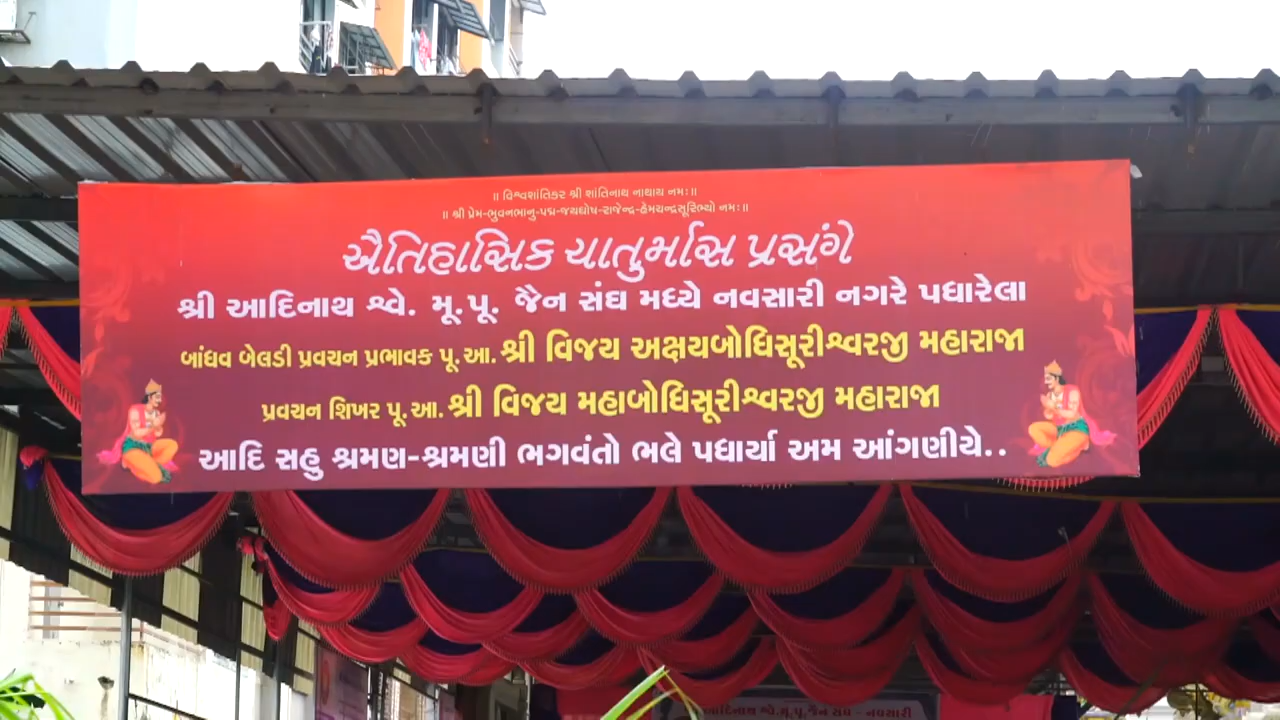 ॥ વિશ્વશાંતિકર શ્રી શાંતિનાથ નાથાય નમઃ ॥
॥ શ્રી પ્રેમ-ભુવનભાનુ-પદ્મ-જયઘોષ-રાજેન્દ્ર-હેમચન્દ્રસૂરિભ્યો નમઃ ॥
ઐતિહાસિક ચાતુર્માસ પ્રસંગે
શ્રી આદિનાથ શ્વે. મૂ.પૂ. જૈન સંઘ મધ્યે નવસારી નગરે પધારેલા
બાંધવ બેલડી પ્રવચન પ્રભાવક પૂ.આ.શ્રી વિજય અક્ષયબોધિસૂરીશ્વરજી મહારાજા
પ્રવચન શિખર પૂ.આ.શ્રી વિજય મહાબોધિસૂરીશ્વરજી મહારાજા
આદિ સહુ શ્રમણ-શ્રમણી ભગવંતો ભલે પધાર્યા અમ આંગણીયે..
આદિનાથ શ્વે.મૂ.પૂ.જૈન સંઘ - નવસારી